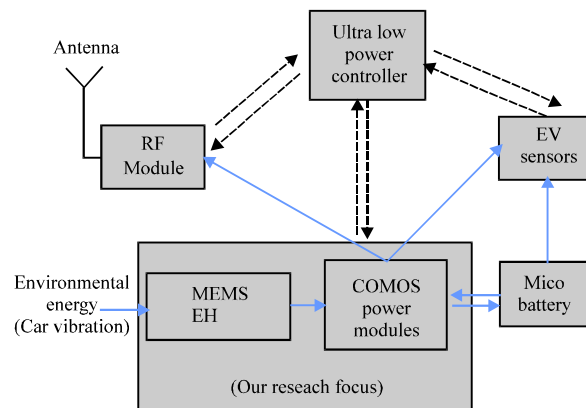 Ultra low
power
controller
Antenna
RF
Module
EV
sensors
Environmental
energy
(Car vibration)
MEMS
EH
COMOS
power
modules
Mico
battery
(Our reseach focus)